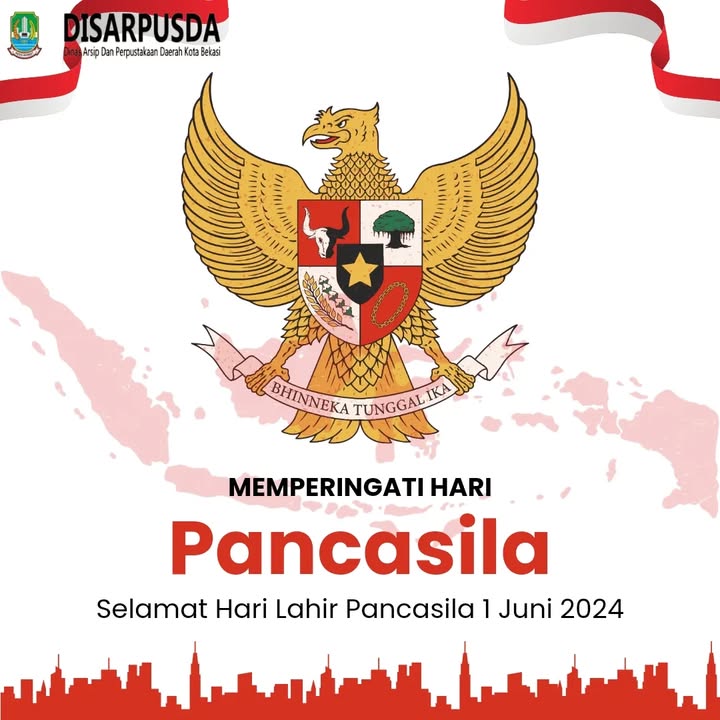 DISARPUSDA
Dinas Arsip Dan Perpustakaan Daerah Kota Bekasi
BHINNEKA TUNGGAL IKA
MEMPERINGATI HARI
Pancasila
Selamat Hari Lahir Pancasila 1 Juni 2024